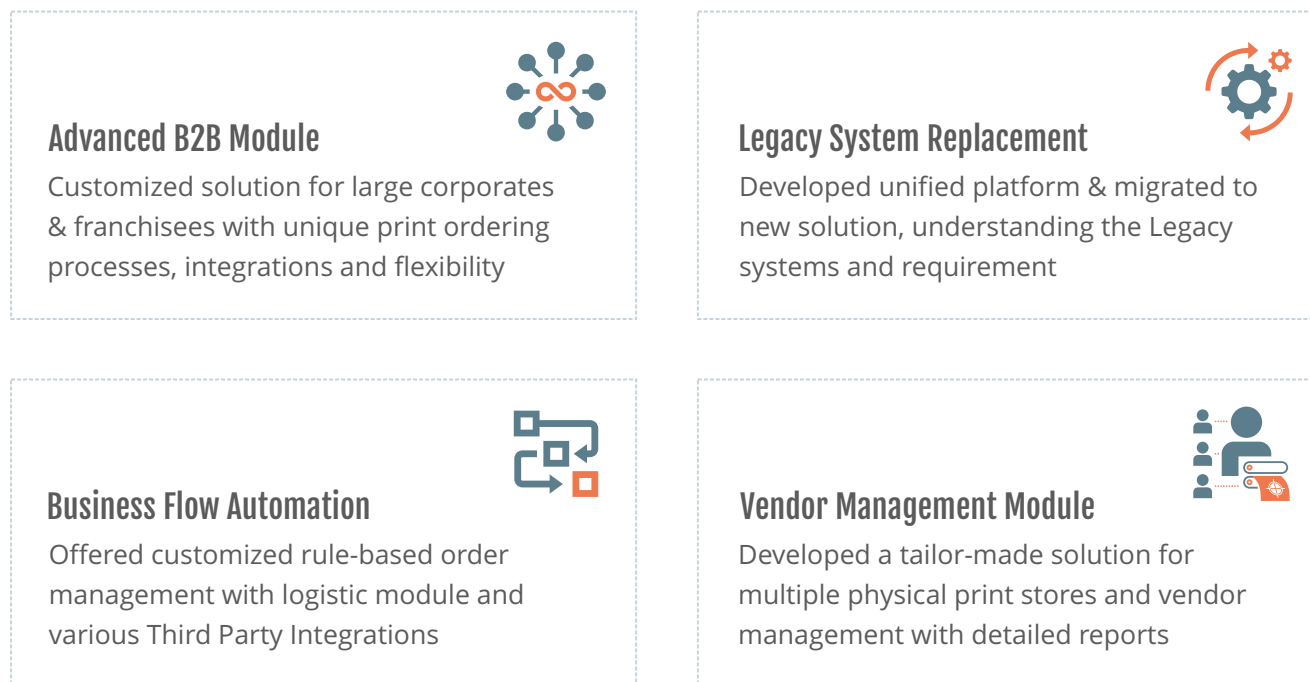 Advanced B2B Module
Customized solution for large corporates
& franchisees with unique print ordering
processes, integrations and flexibility
Legacy System Replacement
Developed unified platform & migrated to
new solution, understanding the Legacy
systems and requirement
Business Flow Automation
Offered customized rule-based order
management with logistic module and
various Third Party Integrations
Vendor Management Module
Developed a tailor-made solution for
multiple physical print stores and vendor
management with detailed reports